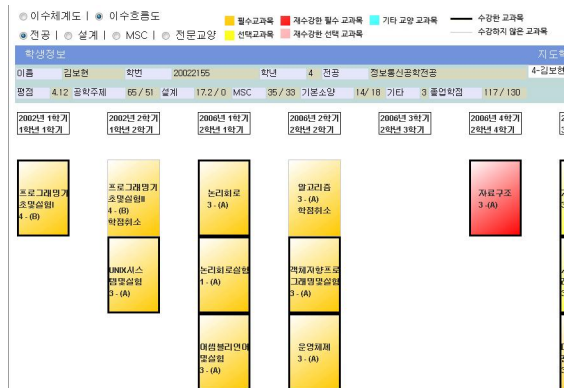 이수체계도 | 이수흐름도
전공 | 설계 | MSC | 전문교양
필수교과목 재수강한 필수 교과목 기타 교양 교과목 수강한 교과목
선택교과목 재수강한 선택 교과목 수강하지 않은 교과목
학생정보 지도
이름 김보현 학번 20022155 학년 4 전공 정보통신공학전공
4-김보현
평점 4.12 공학주제 65 / 51 설계 17.2 / 0 MSC 35 / 33 기본소양 14 / 18 기타 3 졸업학점 117 / 130
2002년 1학기 2002년 2학기 2006년 1학기 2006년 2학기 2006년 3학기 2006년 4학기
1학년 1학기 1학년 2학기 2학년 1학기 2학년 2학기 2학년 3학기 2학년 4학기
프로그래밍기
초및실험I
4 - (B)
프로그래밍기
초및실험II
4 - (B)
학점취소
논리회로
3 - (A)
알고리즘
3 - (A)
학점취소
자료구조
3 - (A)
UNIX시스
템및실험
3 - (A)
논리회로실험
1 - (A)
객체지향프로
그래밍및실험
3 - (A)
어셈블리언어
및실험
3 - (A)
운영체제
3 - (A)